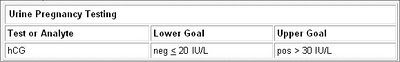 Urine Pregnancy Testing
Test or Analyte Lower Goal Upper Goal
hCG neg ≤ 20 IU/L pos > 30 IU/L